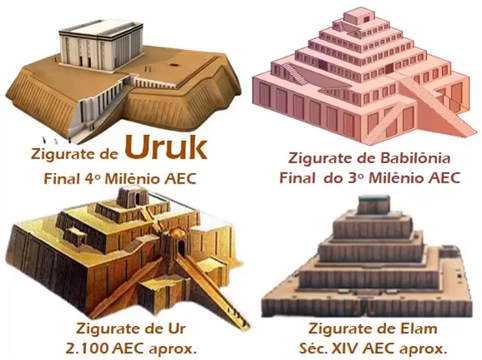 Zigurate de Uruk
Final 4º Milênio AEC
Zigurate de Babilônia
Final do 3º Milênio AEC
Zigurate de Ur
2.100 AEC aprox.
Zigurate de Elam
Séc. XIV AEC aprox.